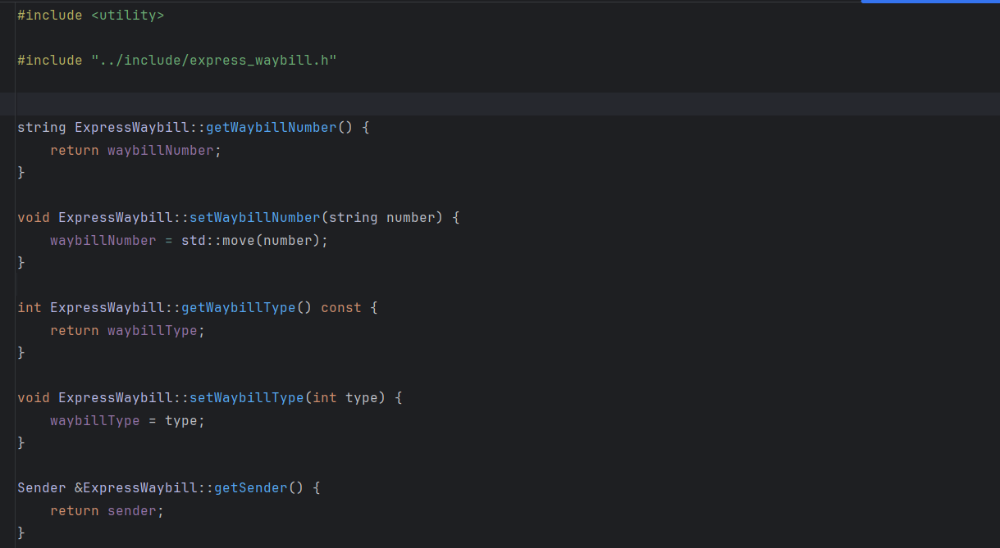 #include <utility>
#include "../include/express_waybill.h"
string ExpressWaybill::getWaybillNumber() {
    return waybillNumber;
}
void ExpressWaybill::setWaybillNumber(string number) {
    waybillNumber = std::move(number);
}
int ExpressWaybill::getWaybillType() const {
    return waybillType;
}
void ExpressWaybill::setWaybillType(int type) {
    waybillType = type;
}
Sender &ExpressWaybill::getSender() {
    return sender;
}